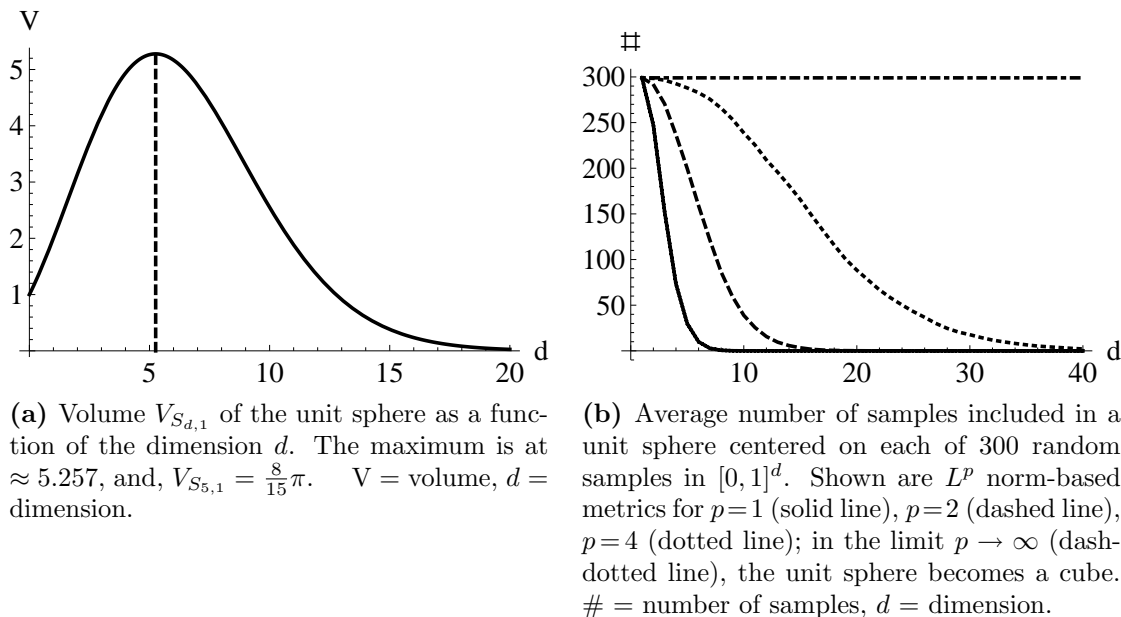 V
5
4
3
2
1
5
10
15
20
d
#
300
250
200
150
100
50
10
20
30
40
d
(a) Volume V_{S_{d,1}} of the unit sphere as a func-
tion of the dimension d. The maximum is at
≈ 5.257, and, V_{S_{5,1}} = \frac{8}{15}π. V = volume, d =
dimension.
(b) Average number of samples included in a
unit sphere centered on each of 300 random
samples in [0, 1]^d. Shown are L^p norm-based
metrics for p=1 (solid line), p=2 (dashed line),
p=4 (dotted line); in the limit p → ∞ (dash-
dotted line), the unit sphere becomes a cube.
# = number of samples, d = dimension.